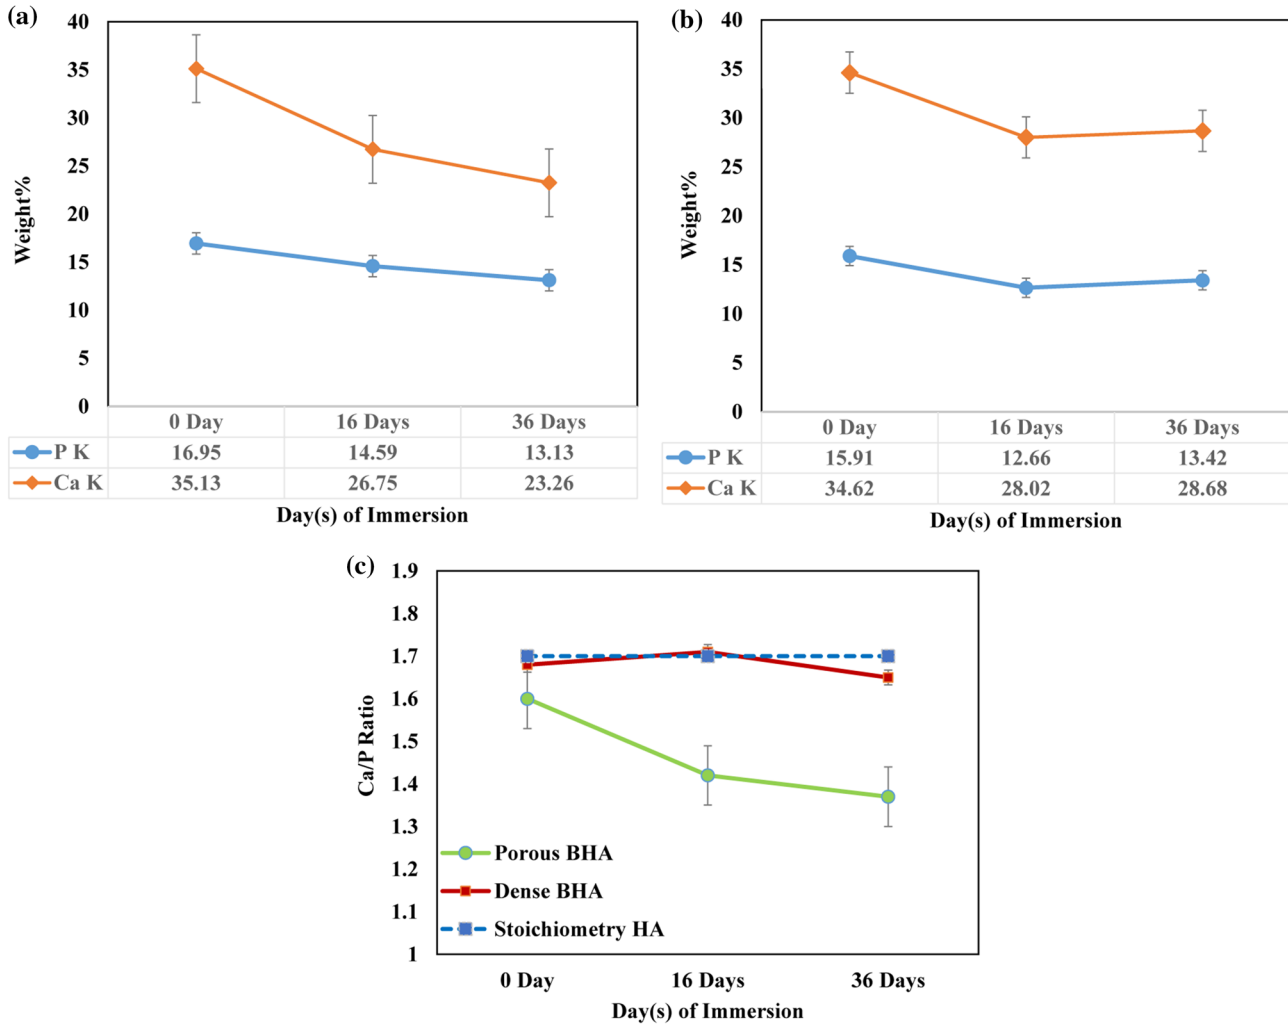 (a)
40
35
30
25
20
15
10
5
0
Weight%
0 Day 16 Days 36 Days
P K 16.95 14.59 13.13
Ca K 35.13 26.75 23.26
Day(s) of Immersion
(b)
40
35
30
25
20
15
10
5
0
Weight%
0 Day 16 Days 36 Days
P K 15.91 12.66 13.42
Ca K 34.62 28.02 28.68
Day(s) of Immersion
(c)
1.9
1.8
1.7
1.6
1.5
1.4
1.3
1.2
1.1
1
Ca/P Ratio
Porous BHA
Dense BHA
Stoichiometry HA
0 Day 16 Days 36 Days
Day(s) of Immersion